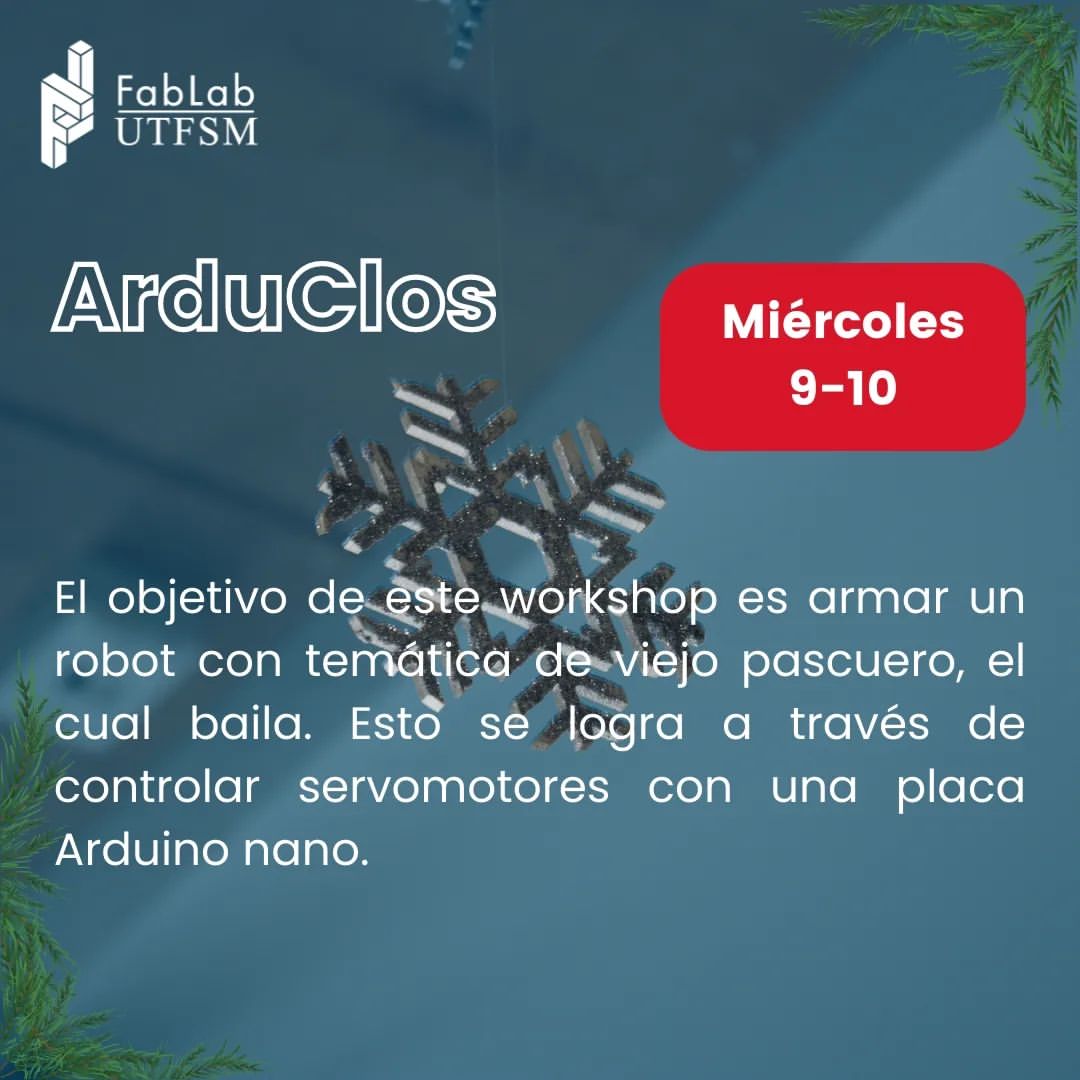 FabLab
UTFSM
ArduClos
Miércoles
9-10
El objetivo de este workshop es armar un
robot con temática de viejo pascuero, el
cual baila. Esto se logra a través de
controlar servomotores con una placa
Arduino nano.